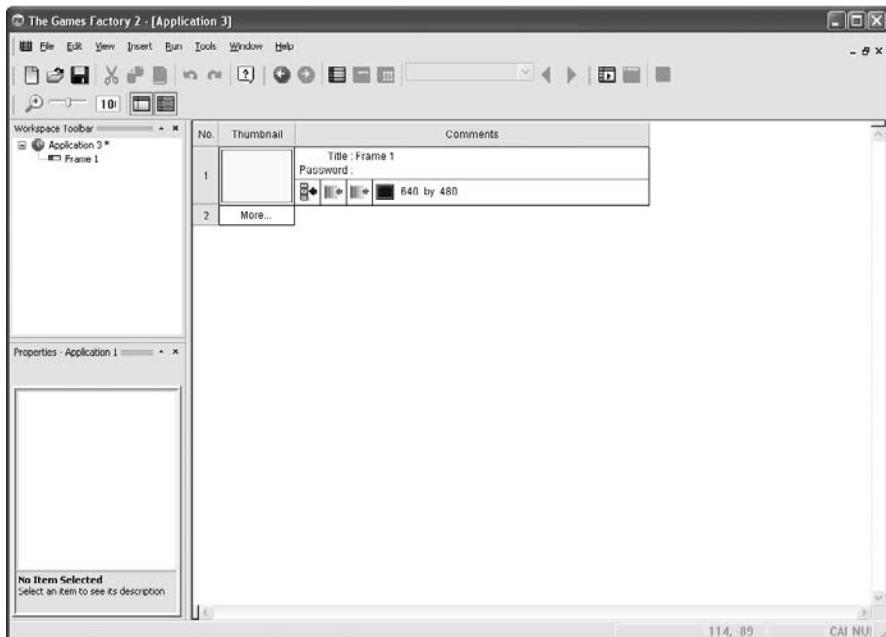 The Games Factory 2 - [Application 3]
File Edit View Insert Run Tools Window Help
Workspace Toolbar
Application 3 *
Frame 1
No. Thumbnail Comments
1
Title : Frame 1
Password :
640 by 480
2 More...
Properties - Application 1
No Item Selected
Select an item to see its description
114, 89 CAI NUI